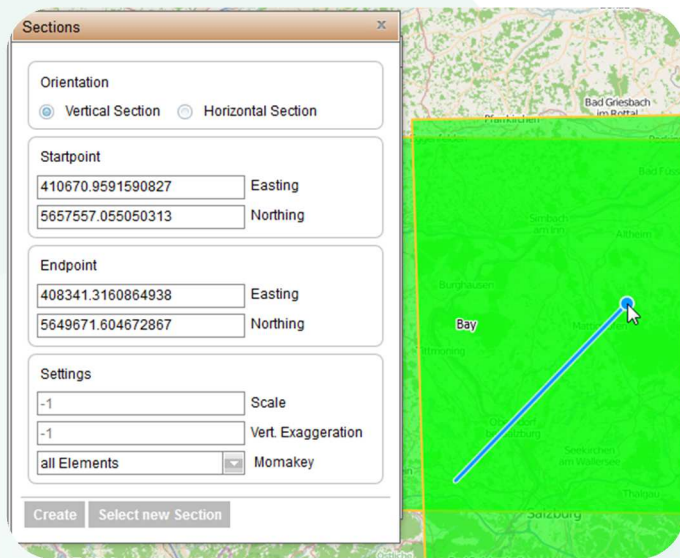 Sections
x
Orientation
Vertical Section
Horizontal Section
Startpoint
410670.9591590827
Easting
5657557.055050313
Northing
Endpoint
408341.3160864938
Easting
5649671.604672867
Northing
Settings
-1
Scale
-1
Vert. Exaggeration
all Elements
Momakey
Create
Select new Section
Bad Griesbach
im Rottal
Pfarrkirchen
Simbach
am Inn
Altheim
Burghausen
Bay
Tittmoning
Seekirchen
am Wallersee
Thalgau
Salzburg